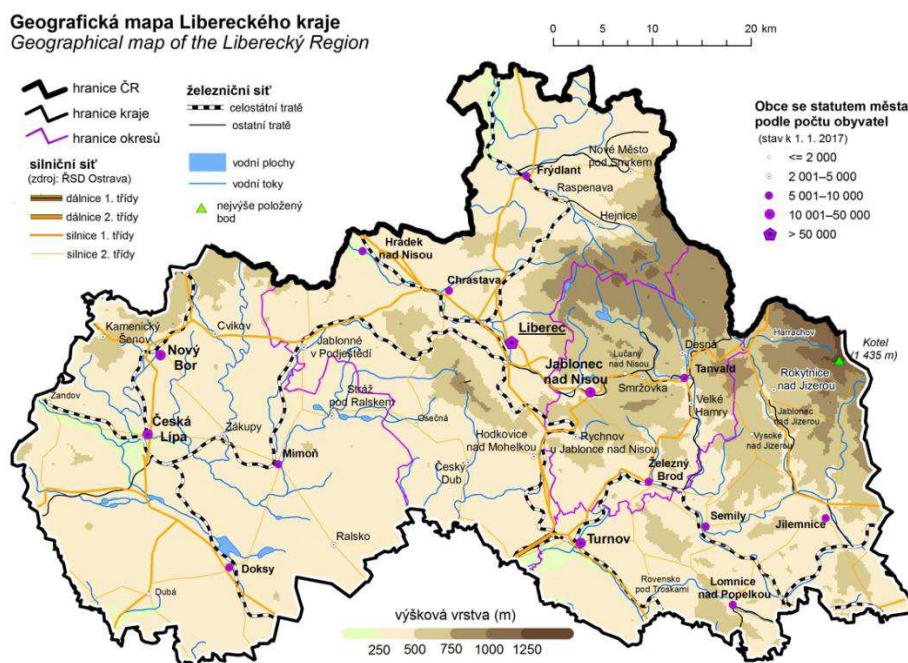 Geografická mapa Libereckého kraje
Geographical map of the Liberecký Region
0 5 10 20 km
hranice ČR
hranice kraje
hranice okresů
silniční síť
(zdroj: ŘSD Ostrava)
dálnice 1. třídy
dálnice 2. třídy
silnice 1. třídy
silnice 2. třídy
železniční síť
celostátní tratě
ostatní tratě
vodní plochy
vodní toky
nejvýše položený
bod
Obce se statutem města
podle počtu obyvatel
(stav k 1. 1. 2017)
<= 2 000
2 001–5 000
5 001–10 000
10 001–50 000
> 50 000
Nové Město
pod Smrkem
Frýdlant
Raspenava
Hejnice
Hrádek
nad Nisou
Chrastava
Kamenický
Šenov
Cvikov
Nový
Bor
Jablonné
v Podještědí
Liberec
Desná
Harrachov
Kotel
(1 435 m)
Lučany
nad Nisou
Jablonec
nad Nisou
Smržovka
Tanvald
Rokytnice
nad Jizerou
Žandov
Stráž
pod Ralskem
Osečná
Velké
Hamry
Jablonec
nad Jizerou
Česká
Lípa
Zákupy
Mimoň
Hodkovice
nad Mohelkou
Rychnov
u Jablonce nad Nisou
Vysoké
nad Jizerou
Český
Dub
Železný
Brod
Semily
Jilemnice
Ralsko
Turnov
Doksy
Dubá
Rovensko
pod Troskami
Lomnice
nad Popelkou
výšková vrstva (m)
250 500 750 1000 1250